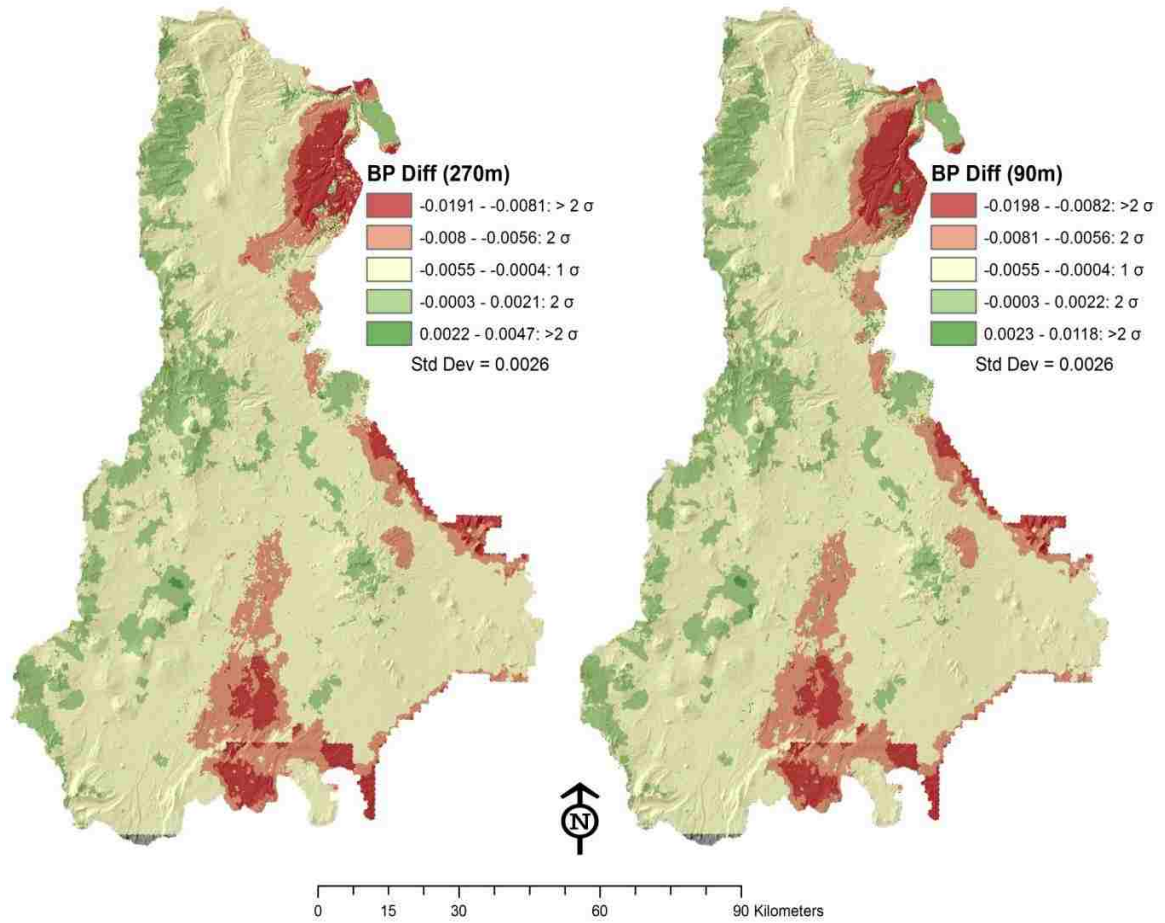 BP Diff (270m)
-0.0191 - -0.0081: > 2 σ
-0.008 - -0.0056: 2 σ
-0.0055 - -0.0004: 1 σ
-0.0003 - 0.0021: 2 σ
0.0022 - 0.0047: >2 σ
Std Dev = 0.0026
BP Diff (90m)
-0.0198 - -0.0082: >2 σ
-0.0081 - -0.0056: 2 σ
-0.0055 - -0.0004: 1 σ
-0.0003 - 0.0022: 2 σ
0.0023 - 0.0118: >2 σ
Std Dev = 0.0026
N
0 15 30 60 90 Kilometers